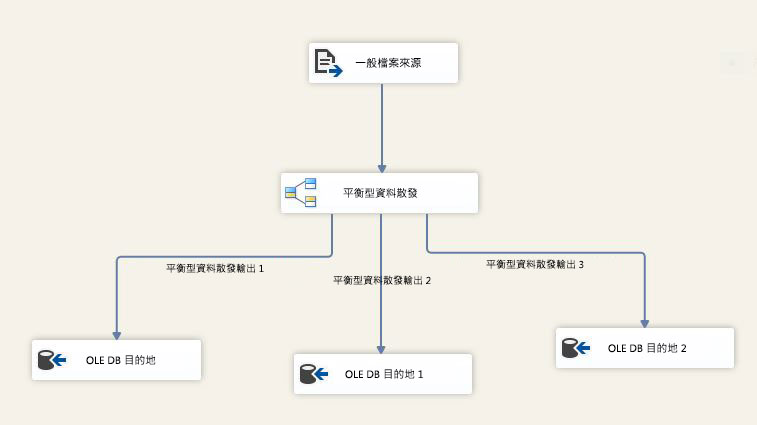 一般檔案來源
平衡型資料散發
平衡型資料散發輸出 1
平衡型資料散發輸出 2
平衡型資料散發輸出 3
OLE DB 目的地
OLE DB 目的地 1
OLE DB 目的地 2